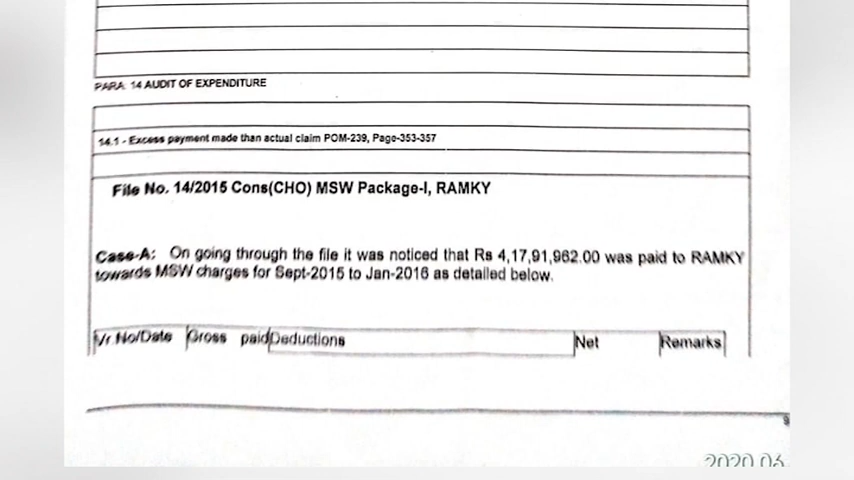 PARA: 14 AUDIT OF EXPENDITURE
14.1 - Excess payment made than actual claim POM-239, Page-353-357
File No. 14/2015 Cons(CHO) MSW Package-I, RAMKY
Case-A: On going through the file it was noticed that Rs 4,17,91,962.00 was paid to RAMKY
towards MSW charges for Sept-2015 to Jan-2016 as detailed below.
Vr.No/Date Gross paid Deductions Net Remarks
2020.06